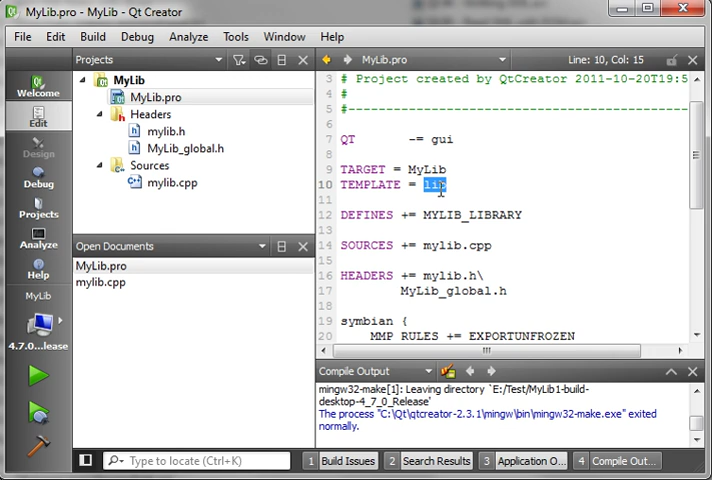 MyLib.pro - MyLib - Qt Creator
File Edit Build Debug Analyze Tools Window Help
Projects
MyLib.pro
Line: 10, Col: 15
Welcome
Edit
Design
Debug
Projects
Analyze
Help
MyLib
4.7.0...lease
MyLib
MyLib.pro
Headers
mylib.h
MyLib_global.h
Sources
mylib.cpp
Open Documents
MyLib.pro
mylib.cpp
3 # Project created by QtCreator 2011-10-20T19:5
4 #
5 #-------------------------------------------------
6
7 QT -= gui
8
9 TARGET = MyLib
10 TEMPLATE = lib
11
12 DEFINES += MYLIB_LIBRARY
13
14 SOURCES += mylib.cpp
15
16 HEADERS += mylib.h\
17 MyLib_global.h
18
19 symbian {
20 MMP_RULES += EXPORTUNFROZEN
Compile Output
mingw32-make[1]: Leaving directory `E:/Test/MyLib1-build-
desktop-4_7_0_Release'
The process "C:\Qt\qtcreator-2.3.1\mingw\bin\mingw32-make.exe" exited
normally.
Type to locate (Ctrl+K)
1 Build Issues
2 Search Results
3 Application O...
4 Compile Out...